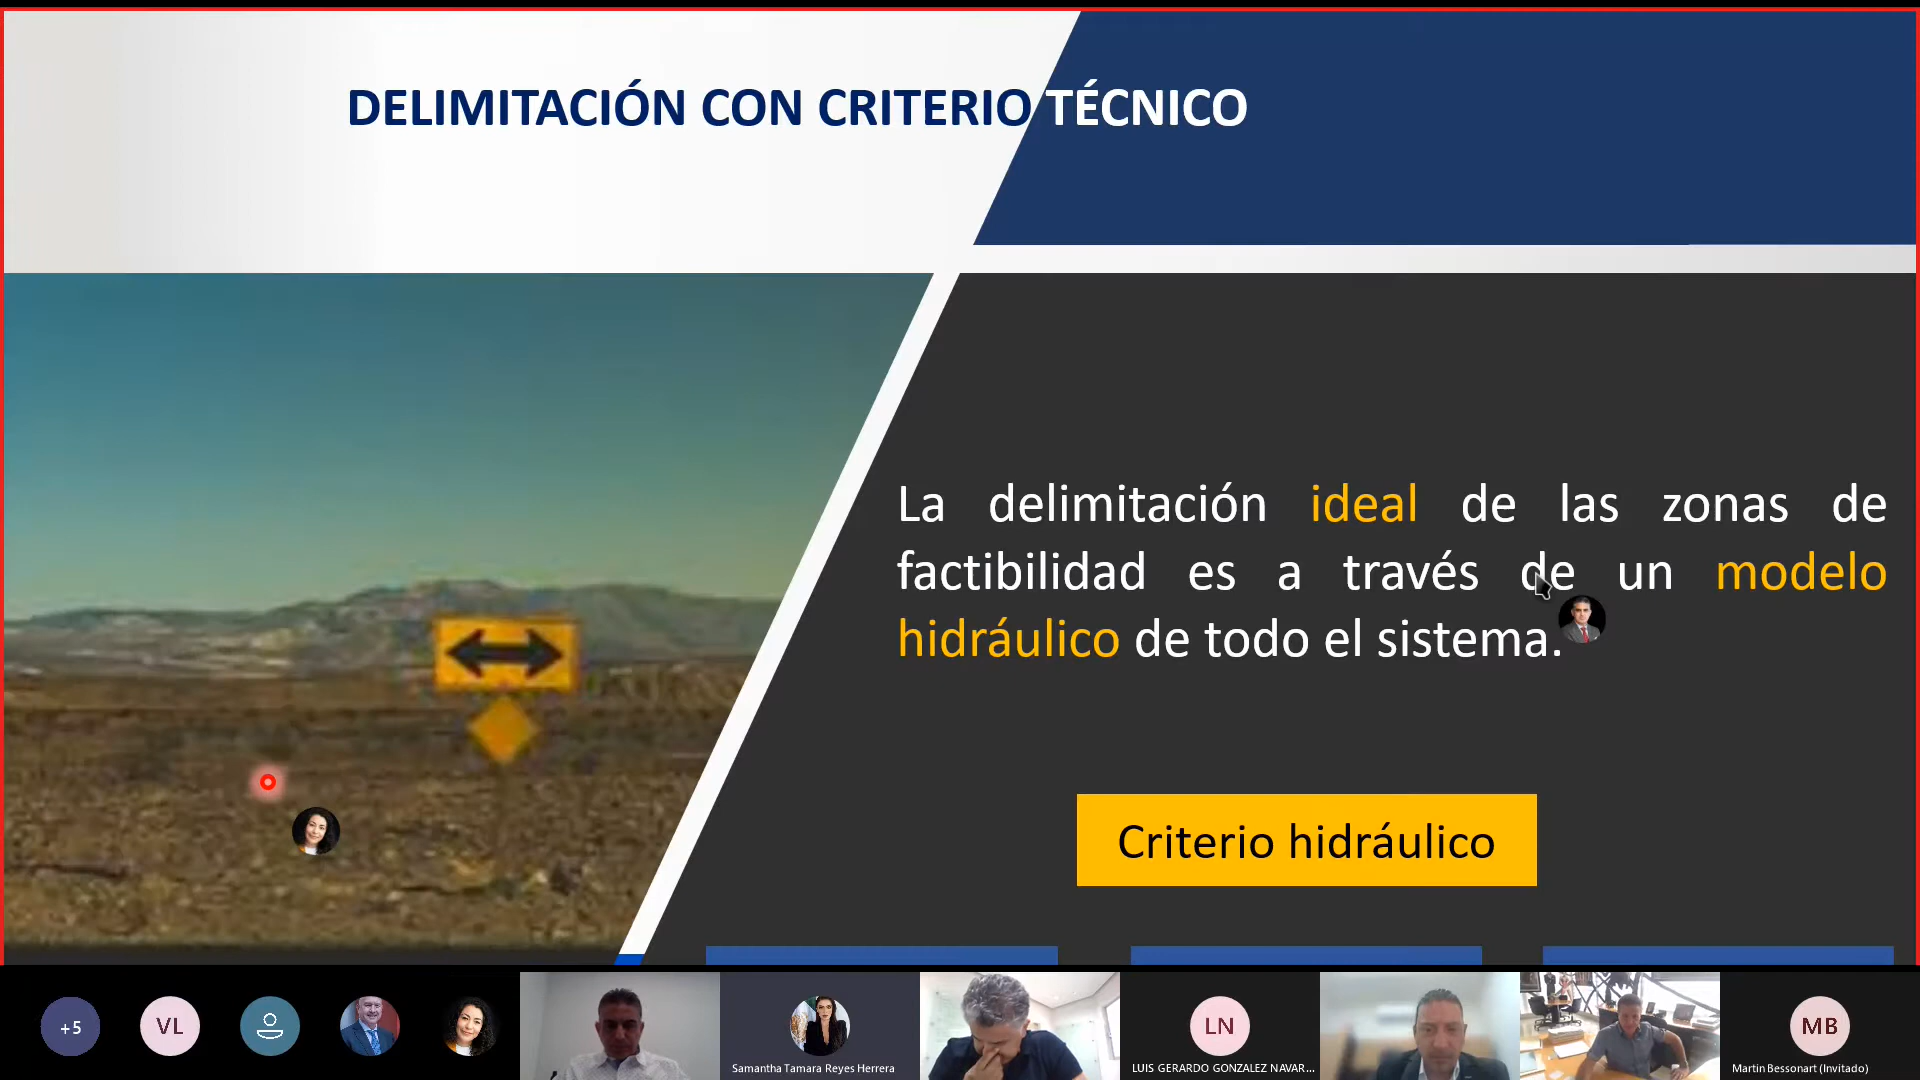 DELIMITACIÓN CON CRITERIO TÉCNICO
La delimitación ideal de las zonas de
factibilidad es a través de un modelo
hidráulico de todo el sistema.
Criterio hidráulico
+5
VL
LN
MB
Samantha Tamara Reyes Herrera
LUIS GERARDO GONZALEZ NAVAR...
Martin Bessonart (Invitado)